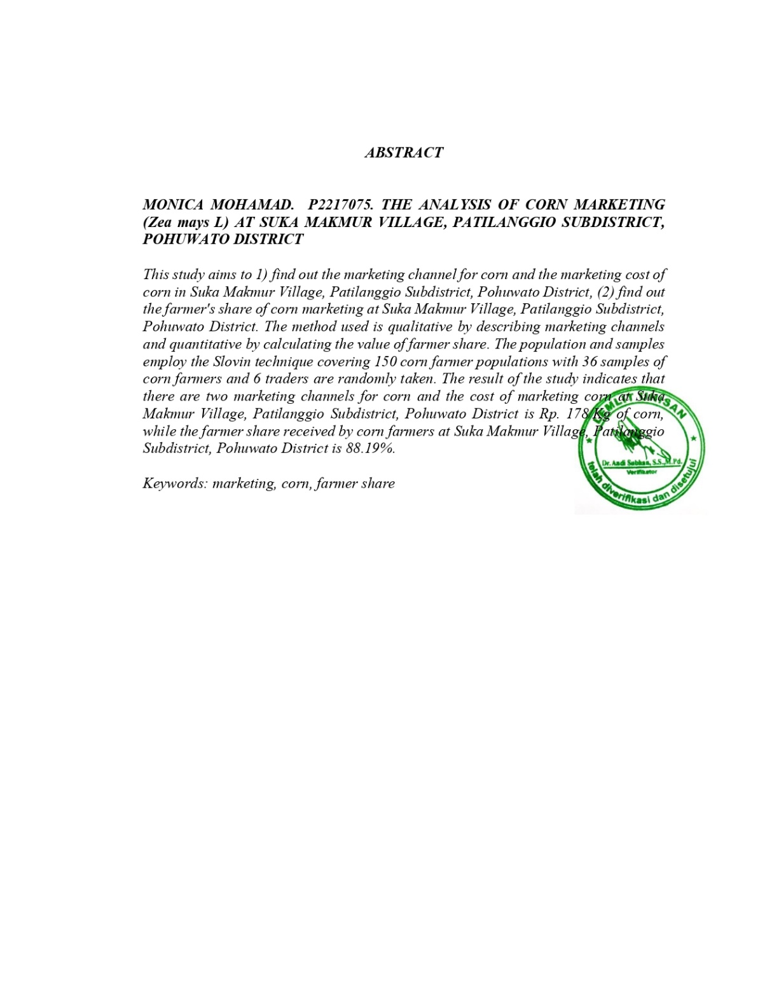 ABSTRACT
MONICA MOHAMAD. P2217075. THE ANALYSIS OF CORN MARKETING
(Zea mays L) AT SUKA MAKMUR VILLAGE, PATILANGGIO SUBDISTRICT,
POHUWATO DISTRICT
This study aims to 1) find out the marketing channel for corn and the marketing cost of
corn in Suka Makmur Village, Patilanggio Subdistrict, Pohuwato District, (2) find out
the farmer's share of corn marketing at Suka Makmur Village, Patilanggio Subdistrict,
Pohuwato District. The method used is qualitative by describing marketing channels
and quantitative by calculating the value of farmer share. The population and samples
employ the Slovin technique covering 150 corn farmer populations with 36 samples of
corn farmers and 6 traders are randomly taken. The result of the study indicates that
there are two marketing channels for corn and the cost of marketing corn at Suka
Makmur Village, Patilanggio Subdistrict, Pohuwato District is Rp. 178/Kg of corn,
while the farmer share received by corn farmers at Suka Makmur Village, Patilanggio
Subdistrict, Pohuwato District is 88.19%.
Keywords: marketing, corn, farmer share
LEMLIT UNISAN
Dr. Andi Subhan, S.S.,M.Pd.
Verifikator
telah diverifikasi dan disetujui